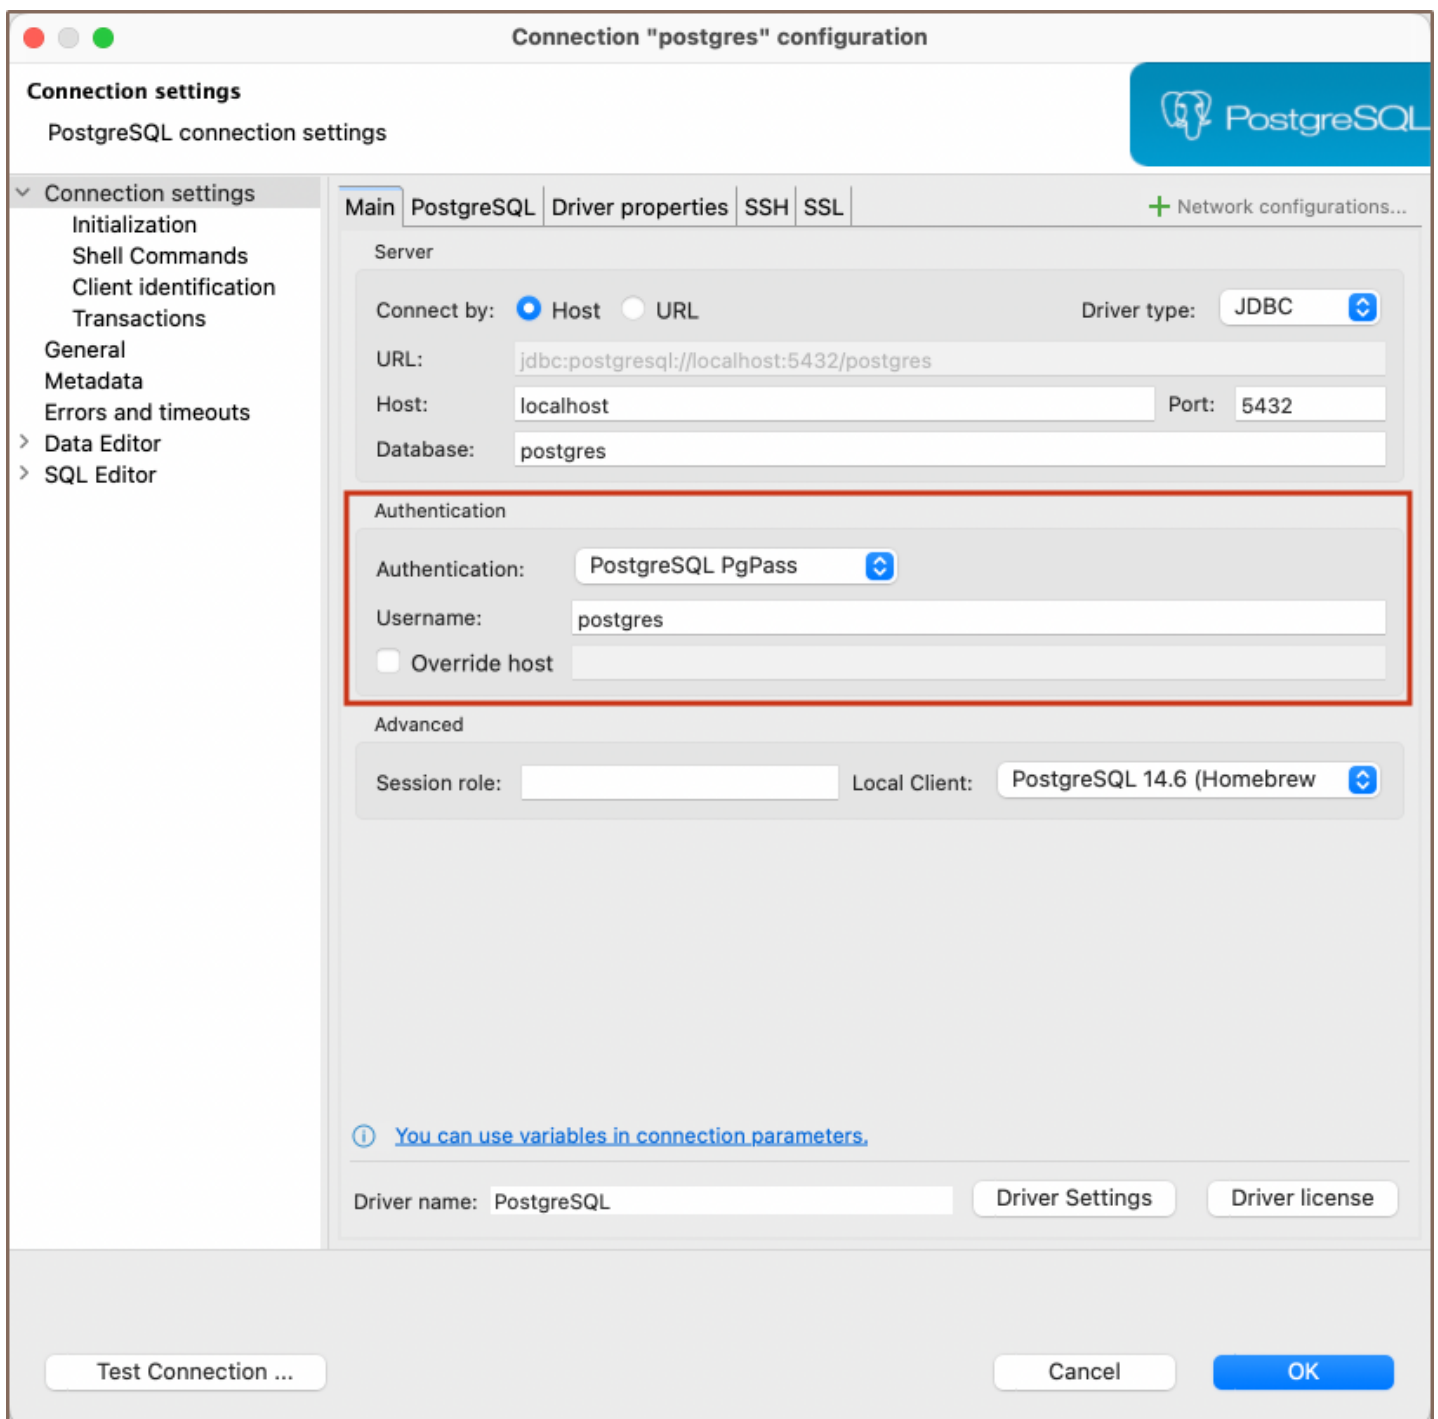 Connection "postgres" configuration
Connection settings
PostgreSQL connection settings
PostgreSQL
Connection settings
Initialization
Shell Commands
Client identification
Transactions
General
Metadata
Errors and timeouts
Data Editor
SQL Editor
Main PostgreSQL Driver properties SSH SSL Network configurations...
Server
Connect by: Host URL Driver type: JDBC
URL: jdbc:postgresql://localhost:5432/postgres
Host: localhost Port: 5432
Database: postgres
Authentication
Authentication: PostgreSQL PgPass
Username: postgres
Override host
Advanced
Session role: Local Client: PostgreSQL 14.6 (Homebrew
You can use variables in connection parameters.
Driver name: PostgreSQL Driver Settings Driver license
Test Connection ... Cancel OK